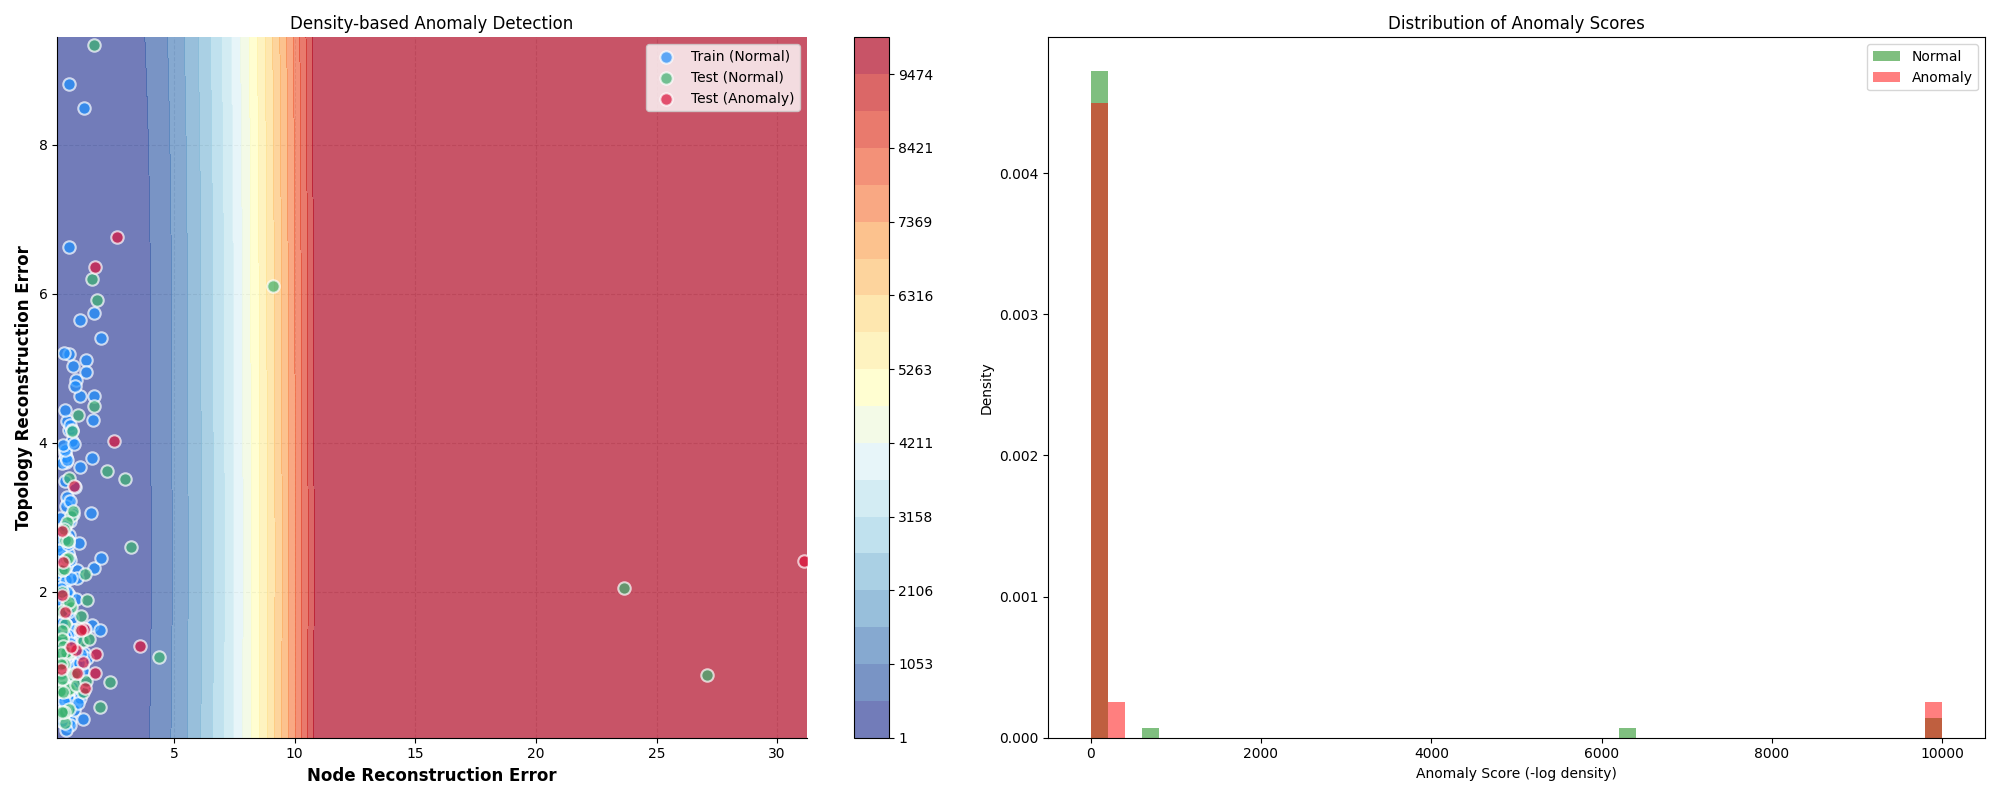 Density-based Anomaly Detection
Train (Normal)
Test (Normal)
Test (Anomaly)
Topology Reconstruction Error
8
6
4
2
5
10
15
20
25
30
Node Reconstruction Error
9474
8421
7369
6316
5263
4211
3158
2106
1053
1
Distribution of Anomaly Scores
Normal
Anomaly
Density
0.004
0.003
0.002
0.001
0.000
0
2000
4000
6000
8000
10000
Anomaly Score (-log density)